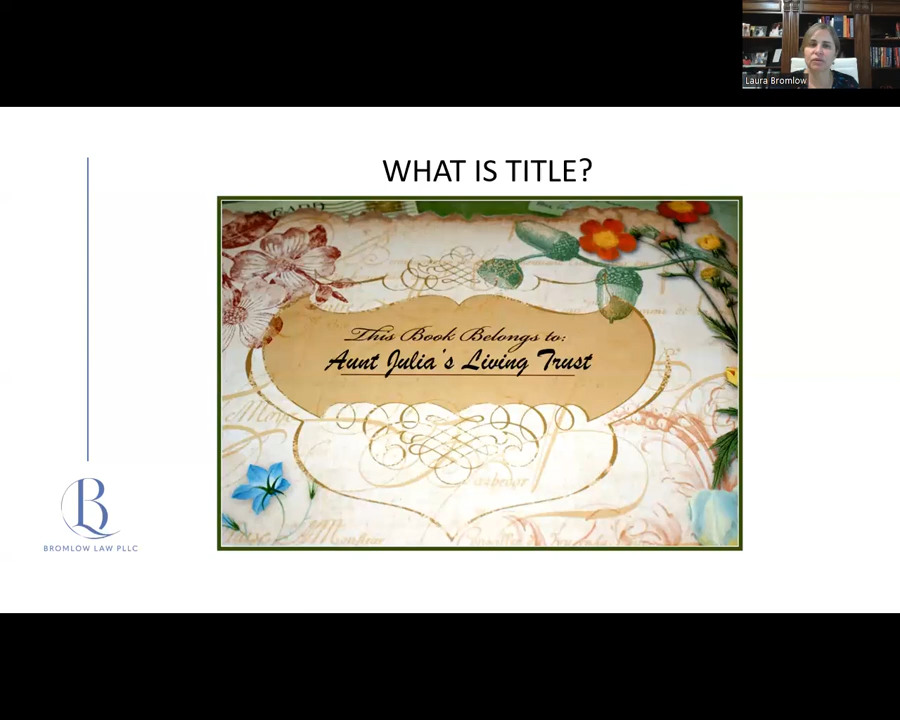 Laura Bromlow
WHAT IS TITLE?
This Book Belongs to:
Aunt Julia's Living Trust
BROMLOW LAW PLLC